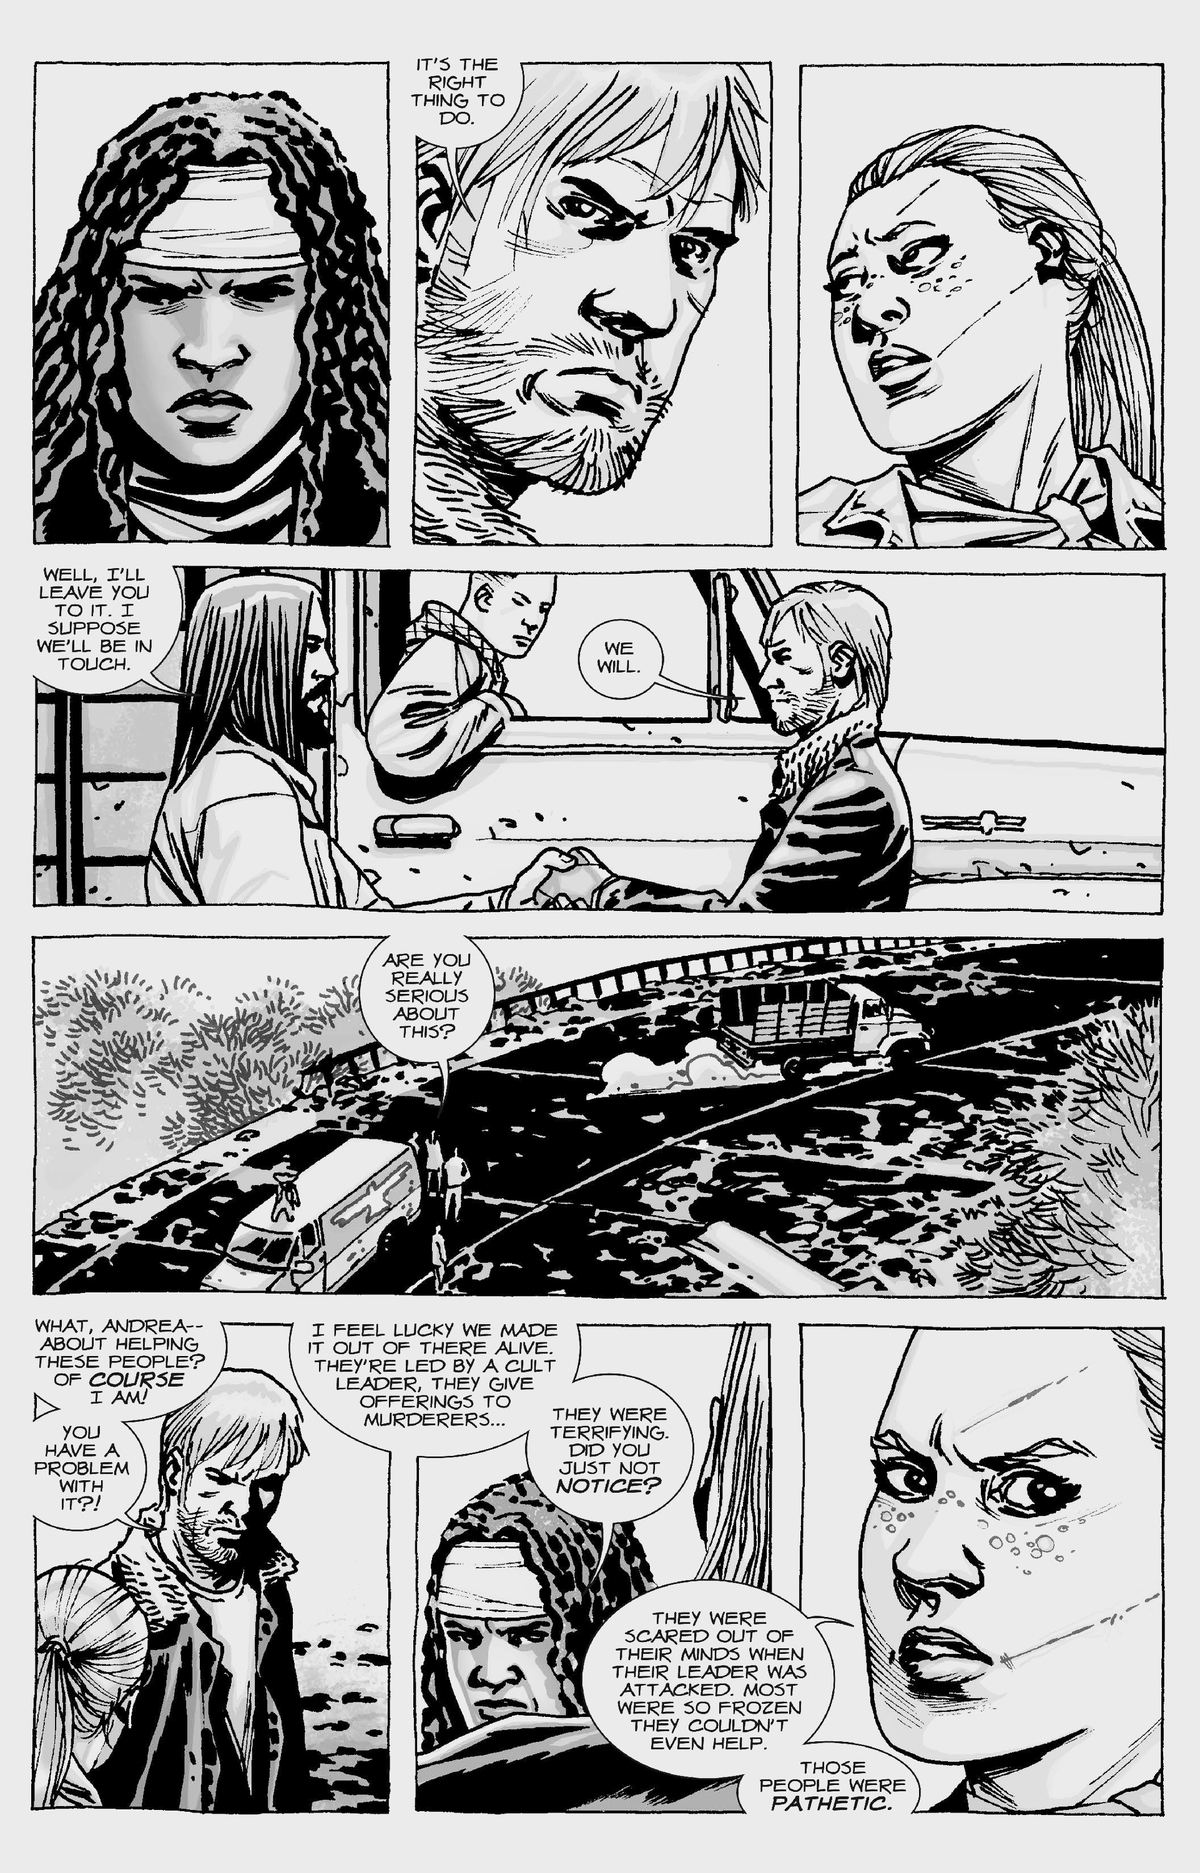 IT'S THE
RIGHT
THING TO
DO.
WELL, I'LL
LEAVE YOU
TO IT. I
SUPPOSE
WE'LL BE IN
TOUCH.
WE
WILL.
ARE YOU
REALLY
SERIOUS
ABOUT
THIS?
WHAT, ANDREA--
ABOUT HELPING
THESE PEOPLE?
OF COURSE
I AM!
YOU
HAVE A
PROBLEM
WITH
IT?!
I FEEL LUCKY WE MADE
IT OUT OF THERE ALIVE.
THEY'RE LED BY A CULT
LEADER, THEY GIVE
OFFERINGS TO
MURDERERS...
THEY WERE
TERRIFYING.
DID YOU
JUST NOT
NOTICE?
THEY WERE
SCARED OUT OF
THEIR MINDS WHEN
THEIR LEADER WAS
ATTACKED. MOST
WERE SO FROZEN
THEY COULDN'T
EVEN HELP.
THOSE
PEOPLE WERE
PATHETIC.